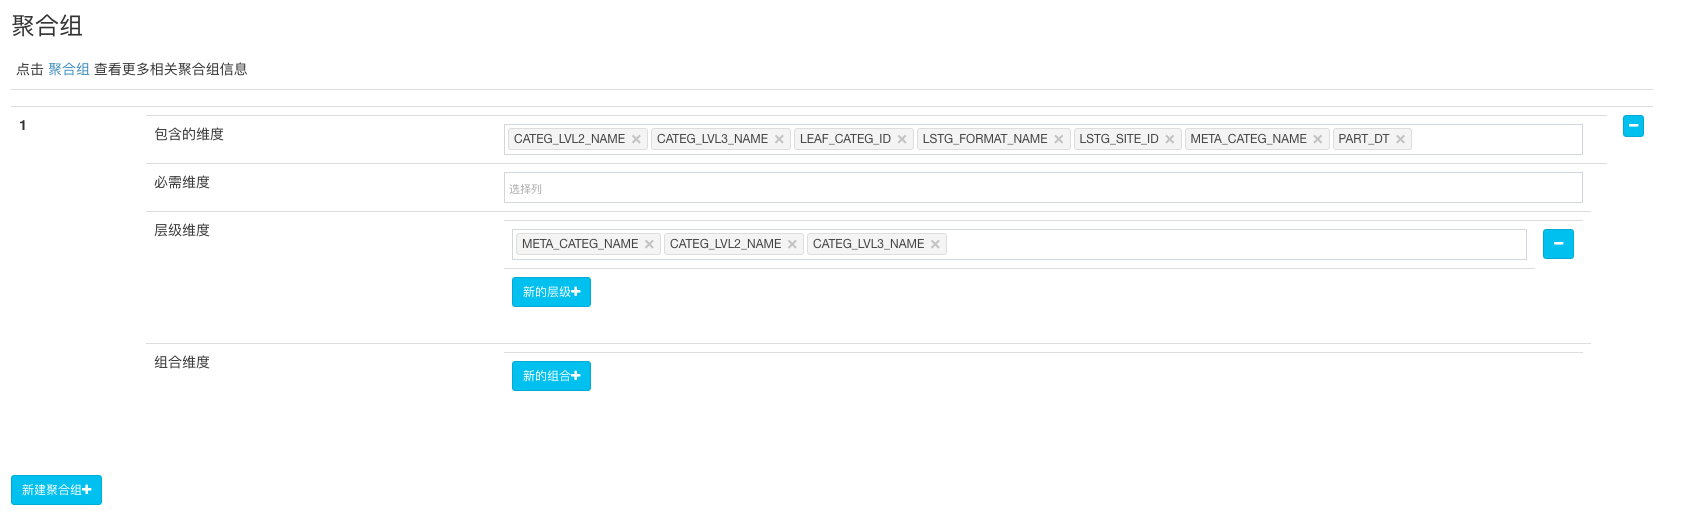 聚合组
点击 聚合组 查看更多相关聚合组信息
1
包含的维度
CATEG_LVL2_NAME × CATEG_LVL3_NAME × LEAF_CATEG_ID × LSTG_FORMAT_NAME × LSTG_SITE_ID × META_CATEG_NAME × PART_DT ×
必需维度
选择列
层级维度
META_CATEG_NAME × CATEG_LVL2_NAME × CATEG_LVL3_NAME ×
新的层级+
组合维度
新的组合+
新建聚合组+